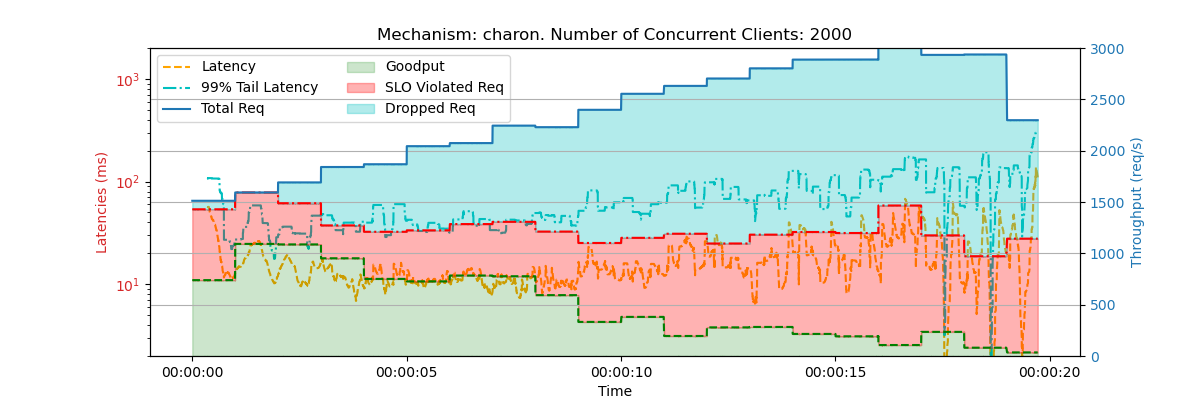 Mechanism: charon. Number of Concurrent Clients: 2000
Latency
99% Tail Latency
Total Req
Goodput
SLO Violated Req
Dropped Req
Latencies (ms)
10³
10²
10¹
Throughput (req/s)
3000
2500
2000
1500
1000
500
0
00:00:00
00:00:05
00:00:10
00:00:15
00:00:20
Time